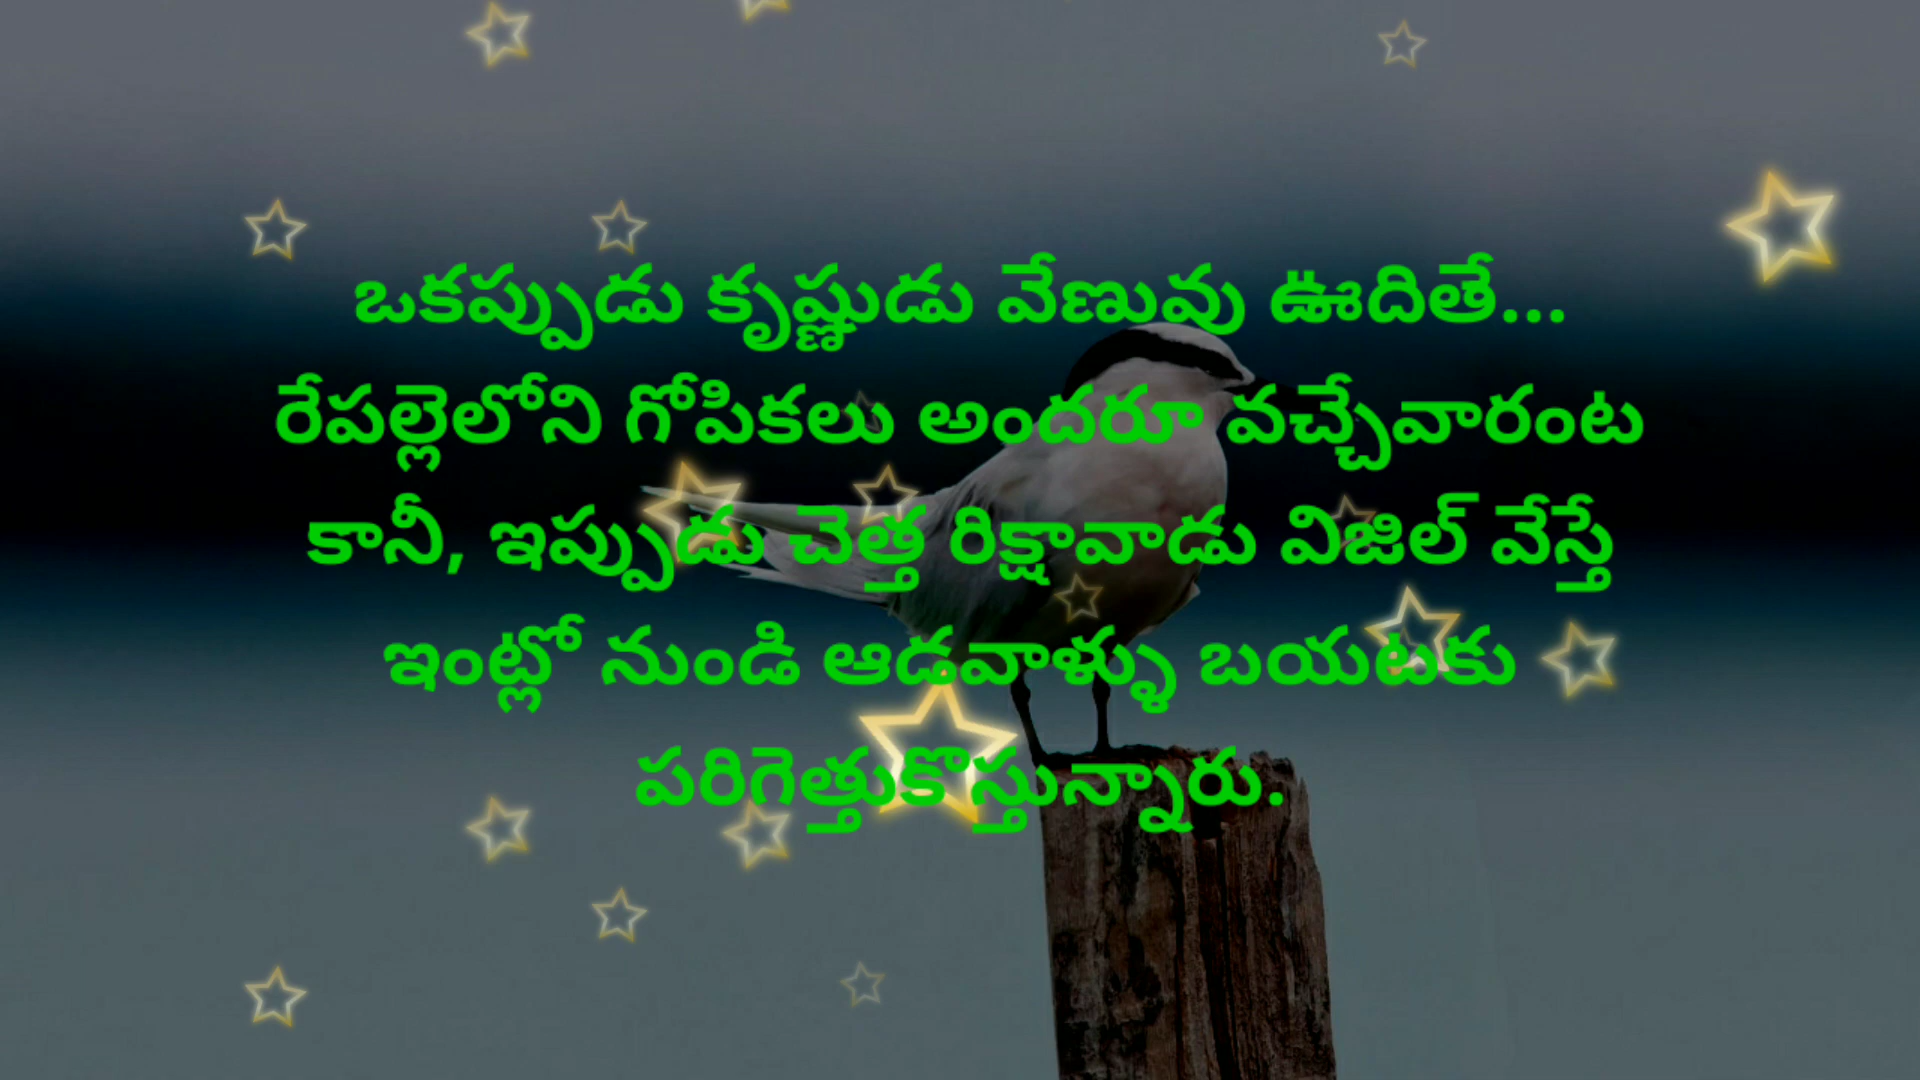 ఒకప్పుడు కృష్ణుడు వేణువు ఊదితే...
రేపల్లెలోని గోపికలు అందరూ వచ్చేవారంట
కానీ, ఇప్పుడు చెత్త రిక్షావాడు విజిల్ వేస్తే
ఇంట్లో నుండి ఆడవాళ్ళు బయటకు
పరిగెత్తుకొస్తున్నారు.